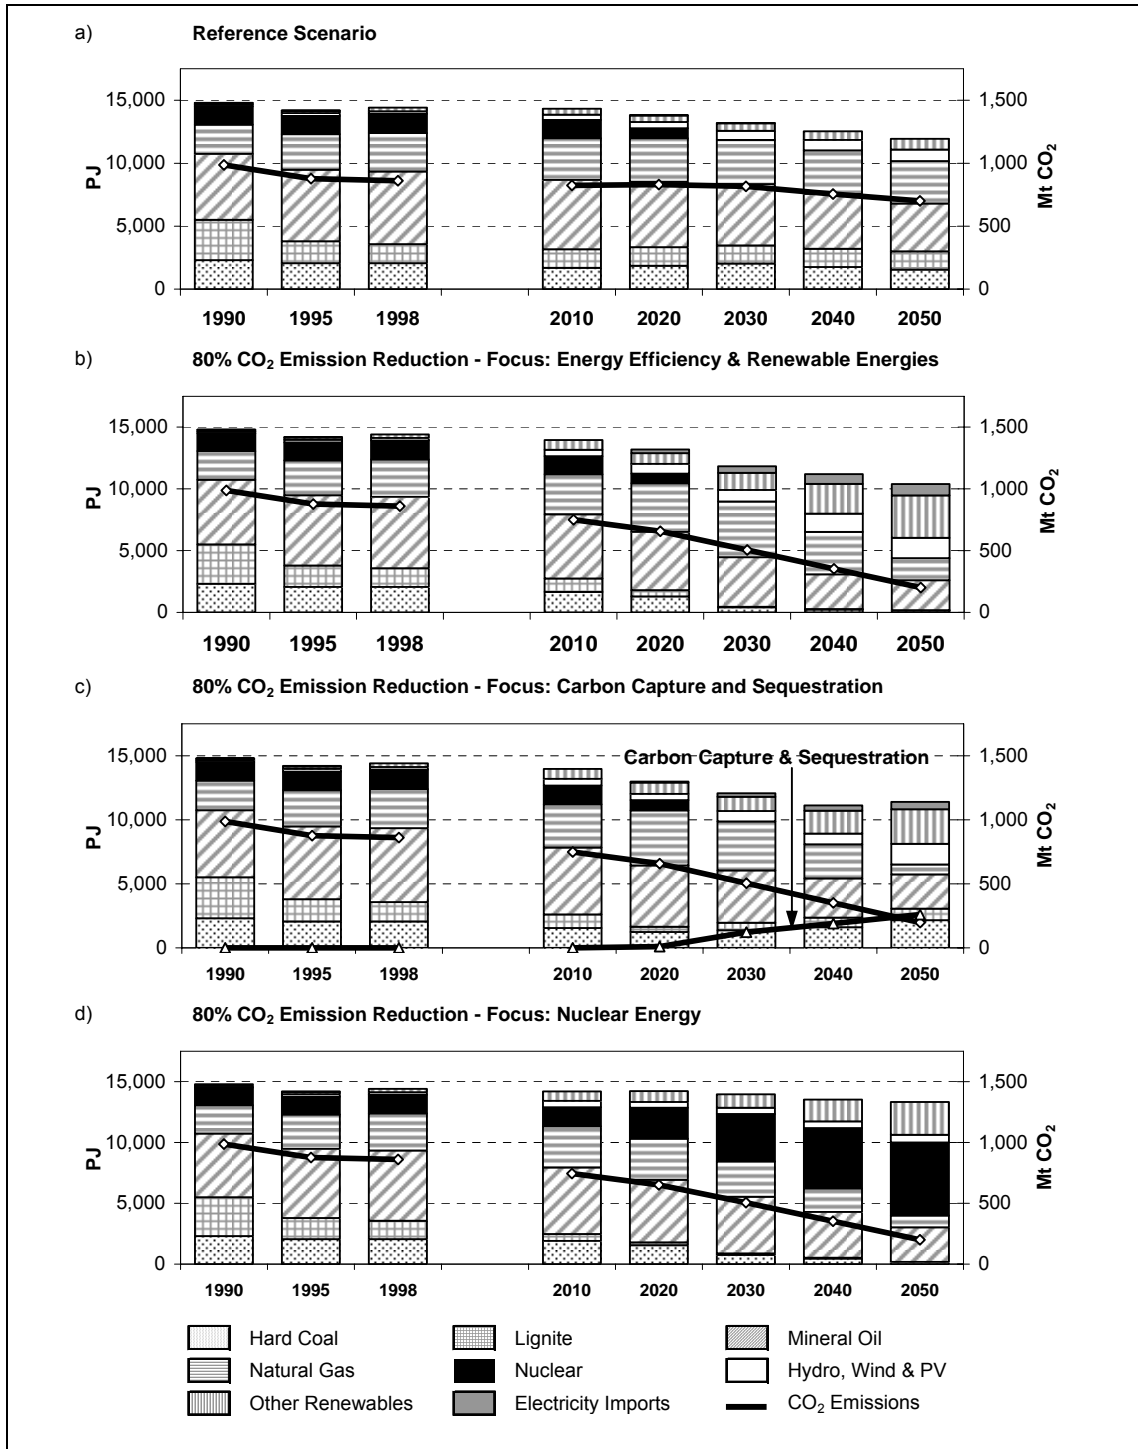 a) Reference Scenario
15,000 1,500
10,000 1,000
PJ Mt CO₂
5,000 500
0 0
1990 1995 1998 2010 2020 2030 2040 2050
b) 80% CO₂ Emission Reduction - Focus: Energy Efficiency & Renewable Energies
15,000 1,500
10,000 1,000
PJ Mt CO₂
5,000 500
0 0
1990 1995 1998 2010 2020 2030 2040 2050
c) 80% CO₂ Emission Reduction - Focus: Carbon Capture and Sequestration
15,000 Carbon Capture & Sequestration 1,500
10,000 1,000
PJ Mt CO₂
5,000 500
0 0
1990 1995 1998 2010 2020 2030 2040 2050
d) 80% CO₂ Emission Reduction - Focus: Nuclear Energy
15,000 1,500
10,000 1,000
PJ Mt CO₂
5,000 500
0 0
1990 1995 1998 2010 2020 2030 2040 2050
Hard Coal Lignite Mineral Oil
Natural Gas Nuclear Hydro, Wind & PV
Other Renewables Electricity Imports CO₂ Emissions